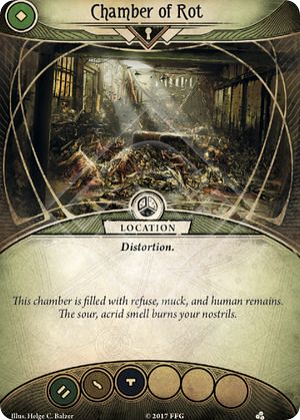 Chamber of Rot
LOCATION
Distortion.
This chamber is filled with refuse, muck, and human remains.
The sour, acrid smell burns your nostrils.
Illus. Helge C. Balzer
© 2017 FFG